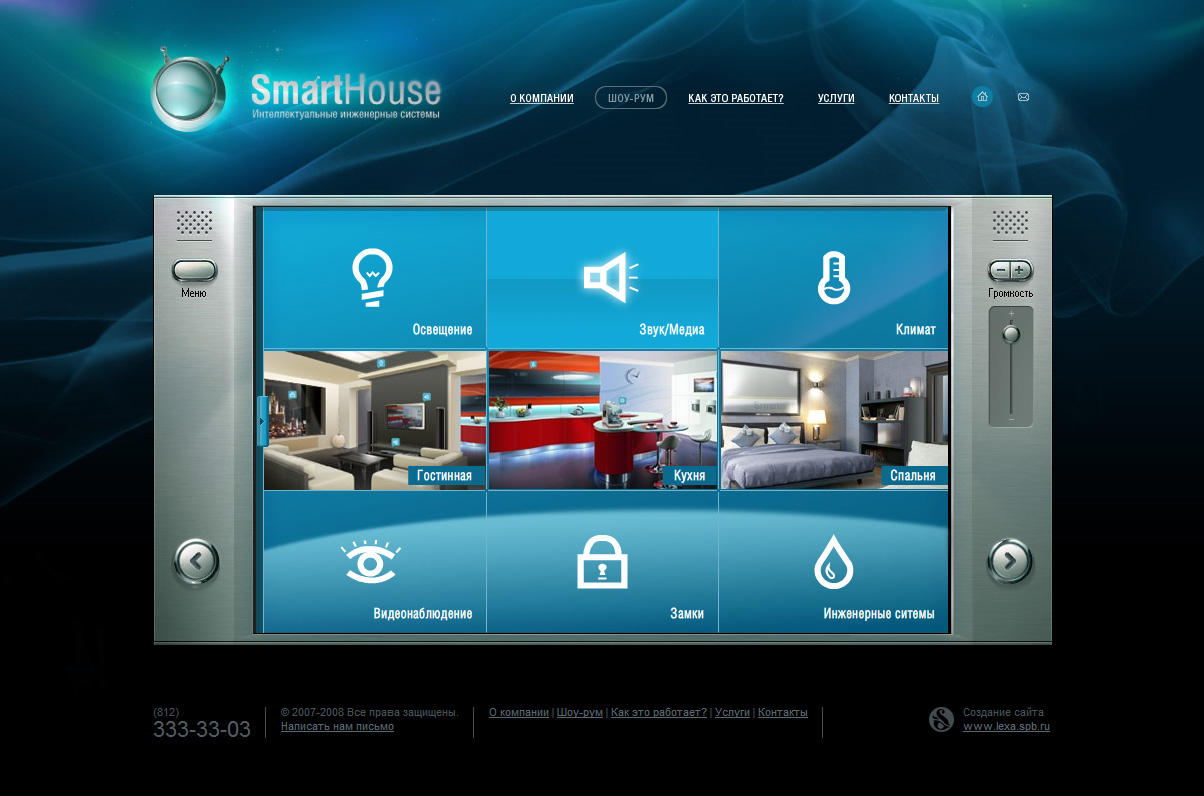 SmartHouse
Интеллектуальные инженерные системы
О КОМПАНИИ
ШОУ-РУМ
КАК ЭТО РАБОТАЕТ?
УСЛУГИ
КОНТАКТЫ
Меню
Громкость
Освещение
Звук/Медиа
Климат
Гостинная
Кухня
Спальня
Видеонаблюдение
Замки
Инженерные ситемы
(812)
333-33-03
© 2007-2008 Все права защищены.
Написать нам письмо
О компании | Шоу-рум | Как это работает? | Услуги | Контакты
Создание сайта
www.lexa.spb.ru